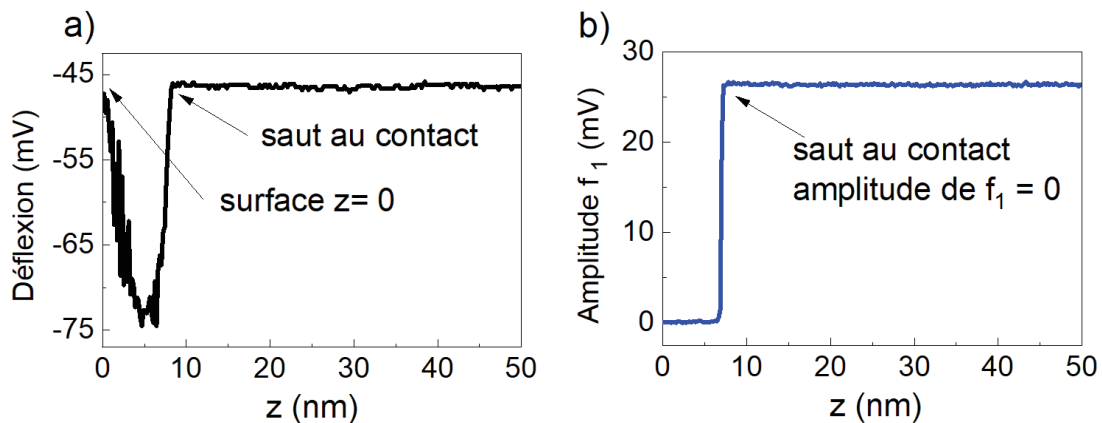 a)
-45
-55
-65
-75
Déflexion (mV)
saut au contact
surface z= 0
0 10 20 30 40 50
z (nm)
b)
30
20
10
0
Amplitude f1 (mV)
saut au contact
amplitude de f1 = 0
0 10 20 30 40 50
z (nm)